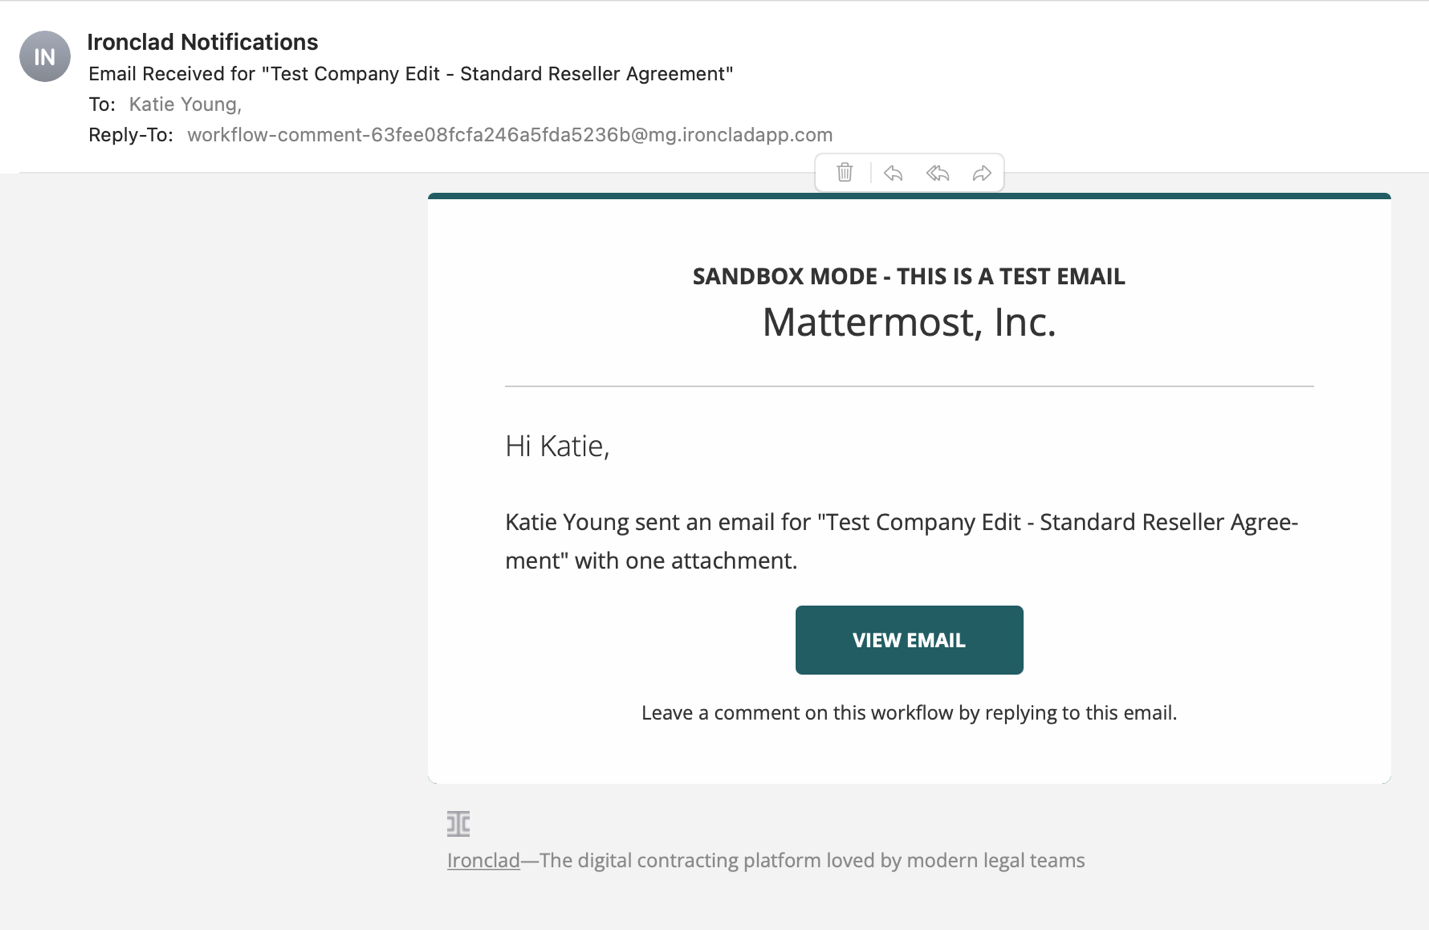 IN
Ironclad Notifications
Email Received for "Test Company Edit - Standard Reseller Agreement"
To: Katie Young,
Reply-To: workflow-comment-63fee08fcfa246a5fda5236b@mg.ironcladapp.com
SANDBOX MODE - THIS IS A TEST EMAIL
Mattermost, Inc.
Hi Katie,
Katie Young sent an email for "Test Company Edit - Standard Reseller Agree-
ment" with one attachment.
VIEW EMAIL
Leave a comment on this workflow by replying to this email.
Ironclad—The digital contracting platform loved by modern legal teams